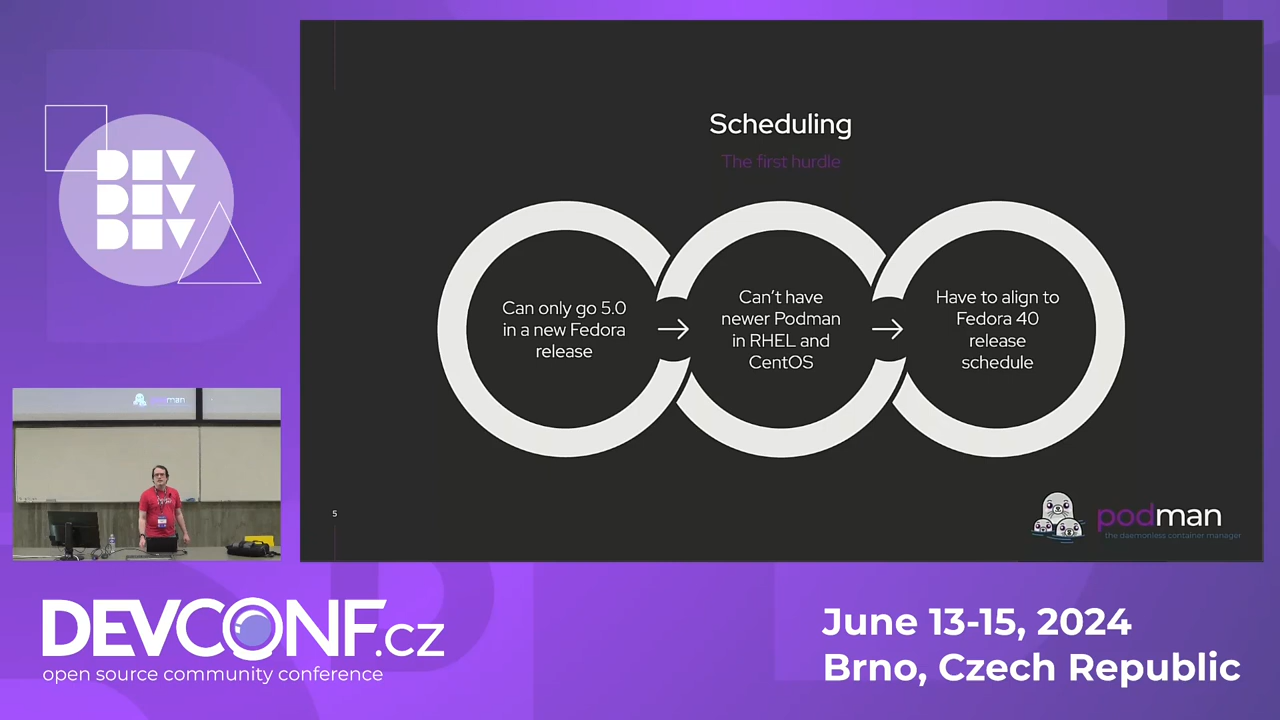 DEV
DEV
DEV
Scheduling
The first hurdle
Can only go 5.0
in a new Fedora
release
Can't have
newer Podman
in RHEL and
CentOS
Have to align to
Fedora 40
release
schedule
5
podman
the daemonless container manager
podman
DEVCONF.cz
open source community conference
June 13-15, 2024
Brno, Czech Republic